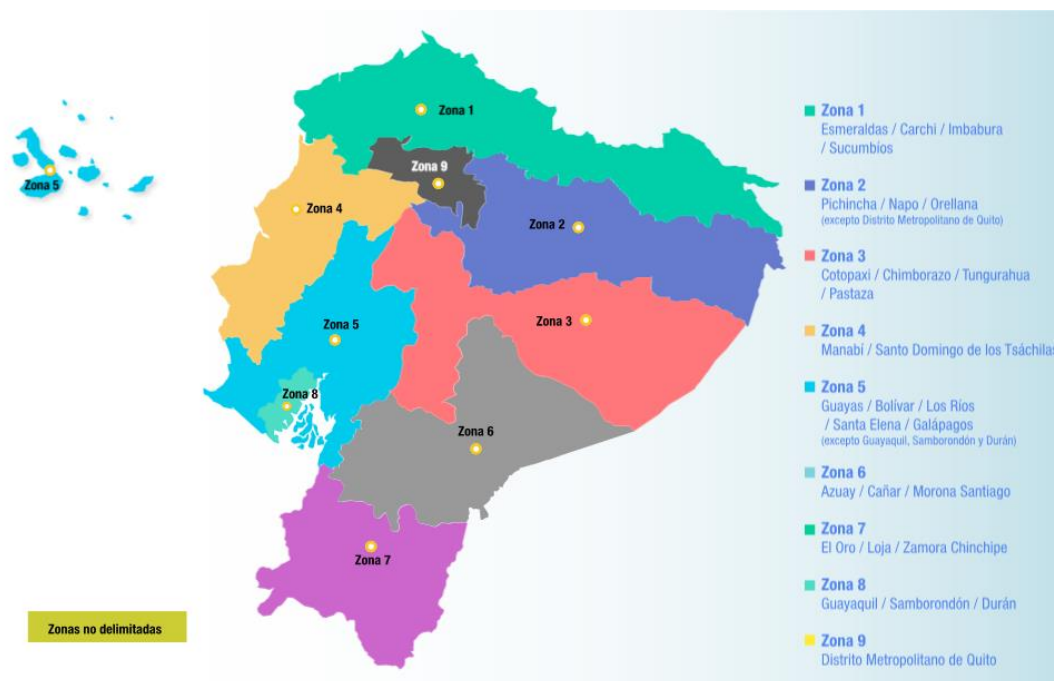 Zona 1
Zona 9
Zona 5
Zona 4
Zona 2
Zona 5
Zona 3
Zona 8
Zona 6
Zona 7
Zonas no delimitadas
Zona 1
Esmeraldas / Carchi / Imbabura
/ Sucumbíos
Zona 2
Pichincha / Napo / Orellana
(excepto Distrito Metropolitano de Quito)
Zona 3
Cotopaxi / Chimborazo / Tungurahua
/ Pastaza
Zona 4
Manabí / Santo Domingo de los Tsáchilas
Zona 5
Guayas / Bolívar / Los Ríos
/ Santa Elena / Galápagos
(excepto Guayaquil, Samborondón y Durán)
Zona 6
Azuay / Cañar / Morona Santiago
Zona 7
El Oro / Loja / Zamora Chinchipe
Zona 8
Guayaquil / Samborondón / Durán
Zona 9
Distrito Metropolitano de Quito